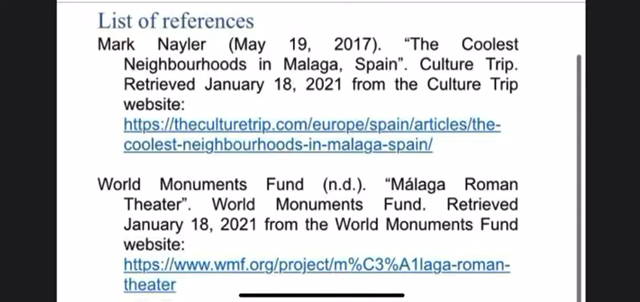 List of references
Mark Nayler (May 19, 2017). “The Coolest
Neighbourhoods in Malaga, Spain”. Culture Trip.
Retrieved January 18, 2021 from the Culture Trip
website:
https://theculturetrip.com/europe/spain/articles/the-
coolest-neighbourhoods-in-malaga-spain/
World Monuments Fund (n.d.). “Málaga Roman
Theater”. World Monuments Fund. Retrieved
January 18, 2021 from the World Monuments Fund
website:
https://www.wmf.org/project/m%C3%A1laga-roman-
theater